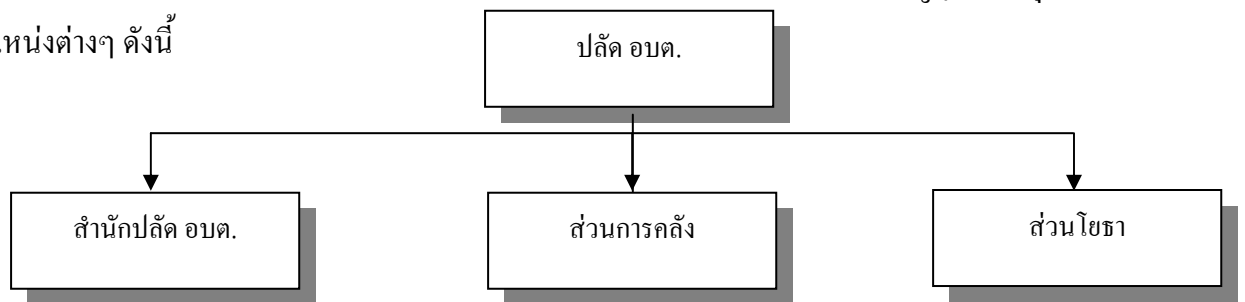 หน่งต่างๆ ดังนี้
ปลัด อบต.
สำนักปลัด อบต.
ส่วนการคลัง
ส่วนโยธา